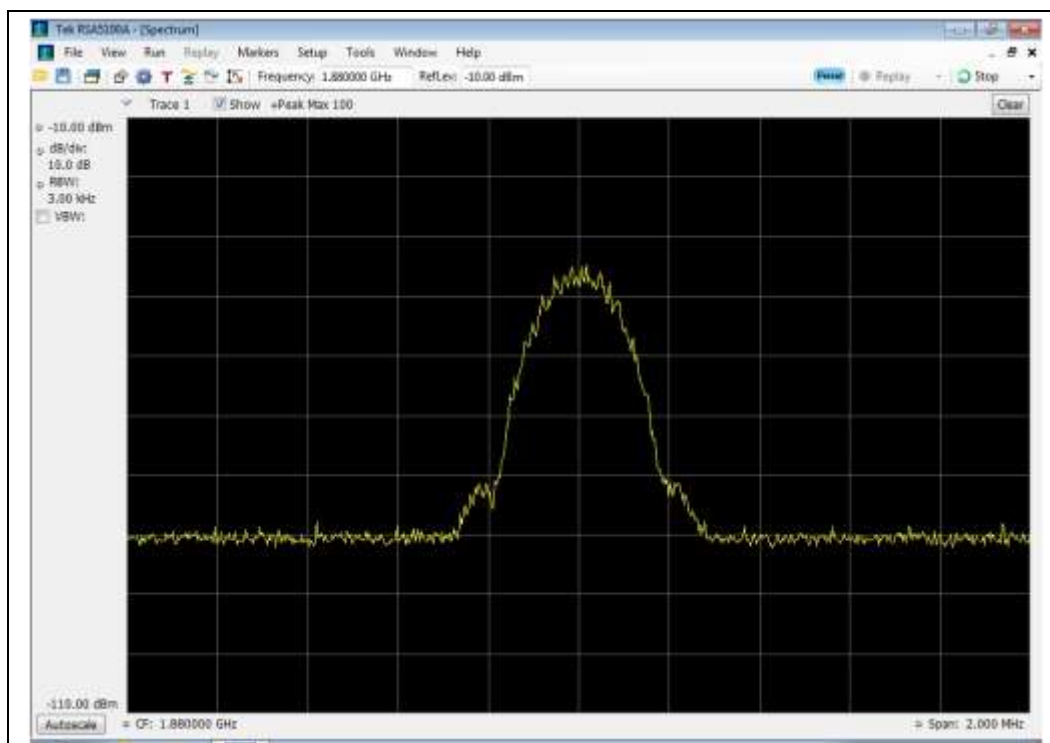 Tek RSA5100A - [Spectrum]
File View Run Replay Markers Setup Tools Window Help
Frequency: 1.880000 GHz RefLev: -10.00 dBm Preset Replay Stop
Trace 1 Show +Peak Max 100 Clear
-10.00 dBm
dB/div:
10.0 dB
RBW:
3.00 kHz
VBW:
-110.00 dBm
Autoscale CF: 1.880000 GHz Span: 2.000 MHz